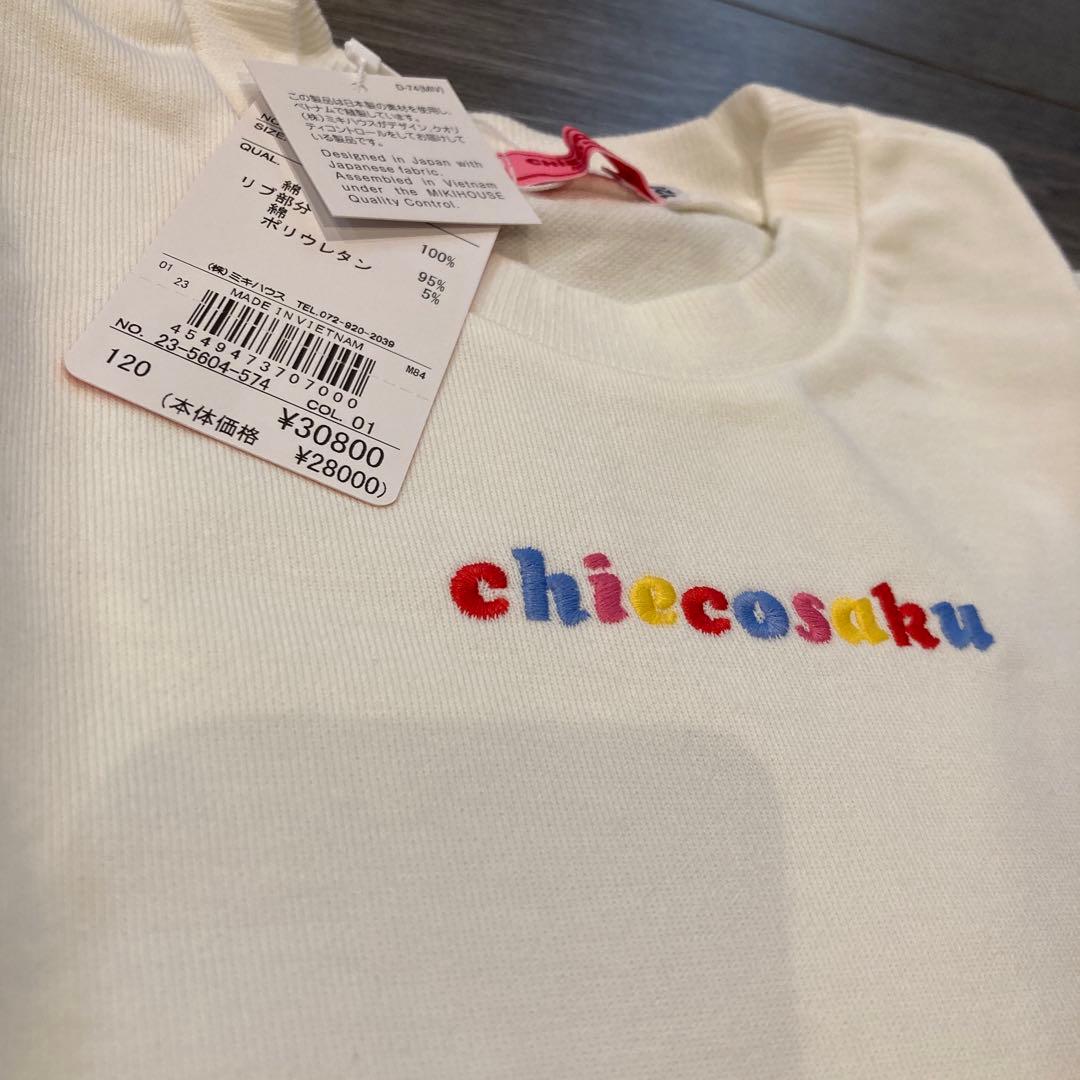 D-74(MIV)
この製品は日本製の素材を使用し、
ベトナムで縫製しています。
(株)ミキハウスがデザイン、クオリ
ティコントロールをしてお届けして
いる製品です。
Designed in Japan with
Japanese fabric.
Assembled in Vietnam
under the MIKIHOUSE
Quality Control.
SIZE
QUAL.
綿 100%
リブ部分
綿 95%
ポリウレタン 5%
01 (株)ミキハウス TEL.072-920-2039
23 MADE IN VIETNAM
M84
4549473707000
NO. 23-5604-574 COL. 01
120 ¥30800
(本体価格 ¥28000)
chiecosaku